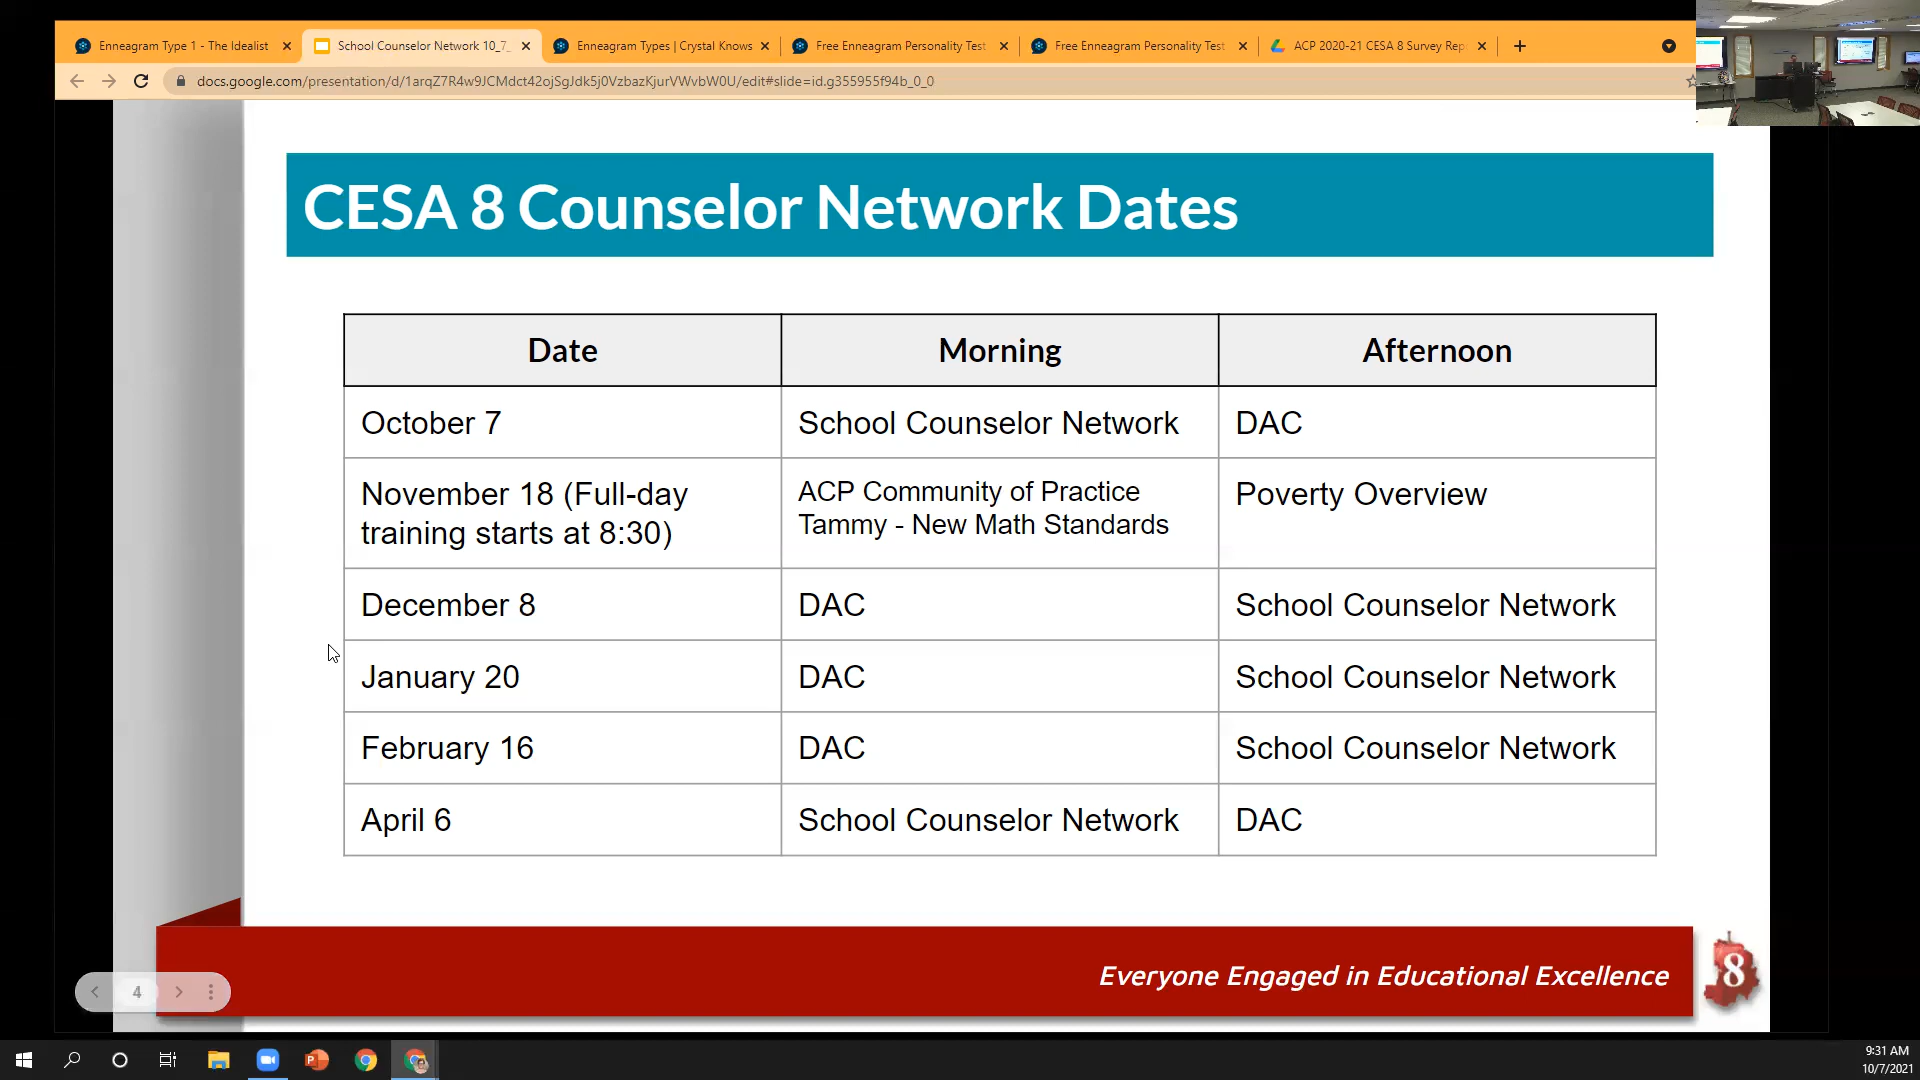 Enneagram Type 1 - The Idealist
School Counselor Network 10_7_
Enneagram Types | Crystal Knows
Free Enneagram Personality Test
Free Enneagram Personality Test
ACP 2020-21 CESA 8 Survey Rep
docs.google.com/presentation/d/1arqZ7R4w9JCMdct42ojSgJdk5j0VzbazKjurVWvbW0U/edit#slide=id.g355955f94b_0_0
CESA 8 Counselor Network Dates
Date Morning Afternoon
October 7 School Counselor Network DAC
November 18 (Full-day
training starts at 8:30)
ACP Community of Practice
Tammy - New Math Standards
Poverty Overview
December 8 DAC School Counselor Network
January 20 DAC School Counselor Network
February 16 DAC School Counselor Network
April 6 School Counselor Network DAC
Everyone Engaged in Educational Excellence
8
4
9:31 AM
10/7/2021